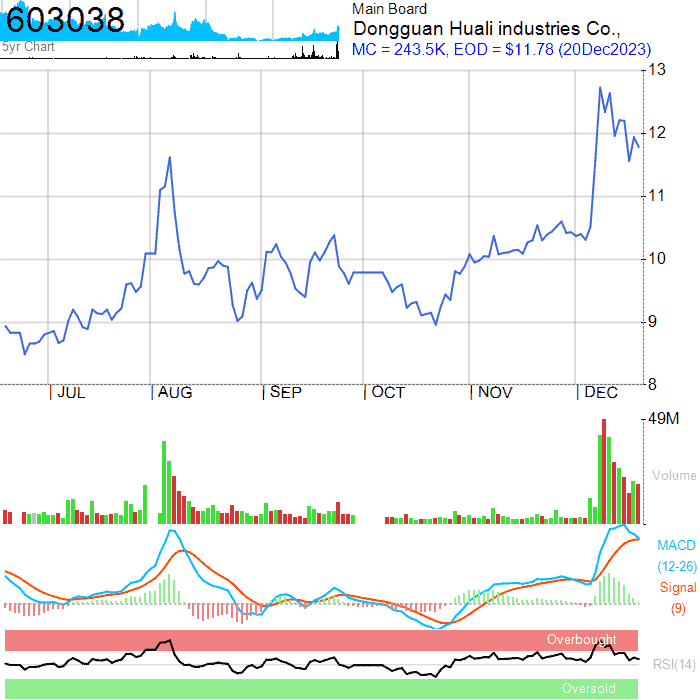 603038
5yr Chart
Main Board
Dongguan Huali industries Co.,
MC = 243.5K, EOD = $11.78 (20Dec2023)
13
12
11
10
9
8
JUL AUG SEP OCT NOV DEC
49M
Volume
MACD
(12-26)
Signal
(9)
Overbought
RSI(14)
Oversold